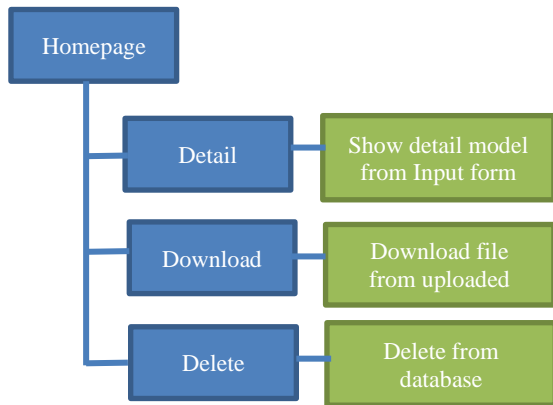 Homepage
Detail
Show detail model
from Input form
Download
Download file
from uploaded
Delete
Delete from
database